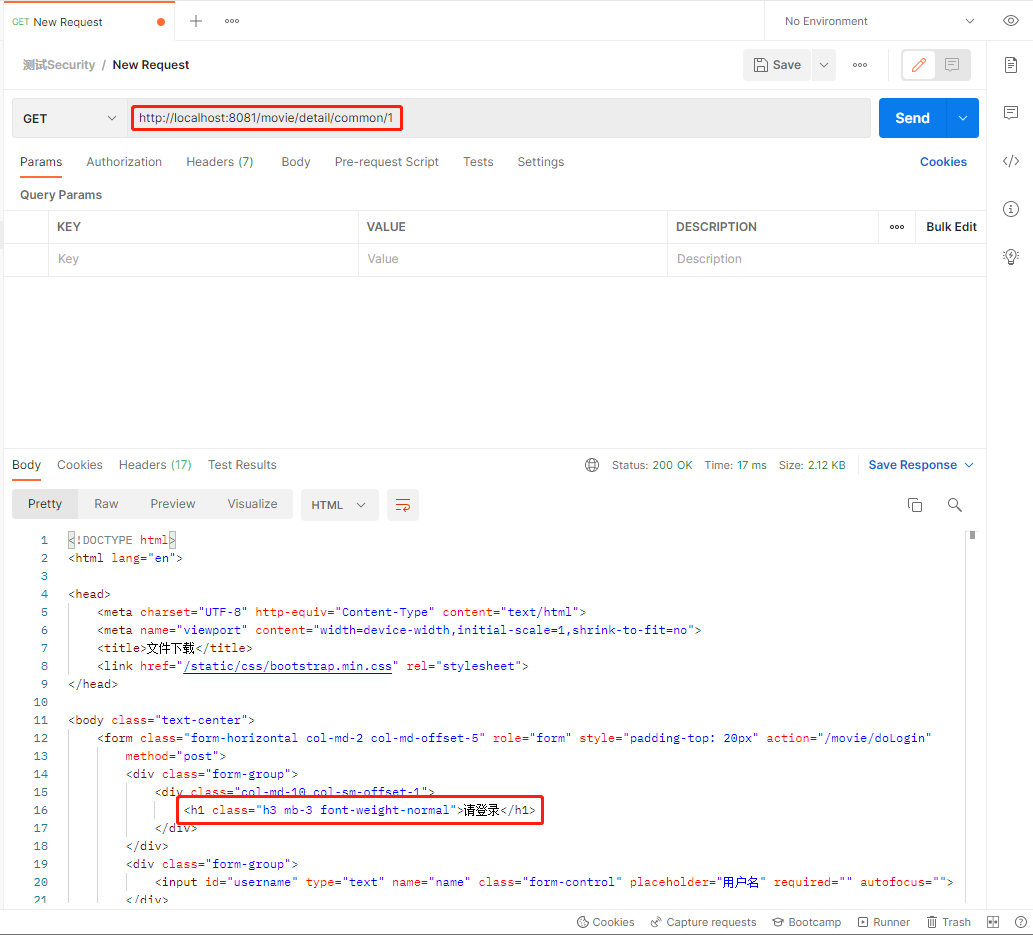 GET New Request
No Environment
测试Security / New Request
Save
GET http://localhost:8081/movie/detail/common/1 Send
Params Authorization Headers (7) Body Pre-request Script Tests Settings Cookies
Query Params
KEY VALUE DESCRIPTION Bulk Edit
Key Value Description
Body Cookies Headers (17) Test Results Status: 200 OK Time: 17 ms Size: 2.12 KB Save Response
Pretty Raw Preview Visualize HTML
1 <!DOCTYPE html>
2 <html lang="en">
3
4 <head>
5 <meta charset="UTF-8" http-equiv="Content-Type" content="text/html">
6 <meta name="viewport" content="width=device-width,initial-scale=1,shrink-to-fit=no">
7 <title>文件下载</title>
8 <link href="/static/css/bootstrap.min.css" rel="stylesheet">
9 </head>
10
11 <body class="text-center">
12 <form class="form-horizontal col-md-2 col-md-offset-5" role="form" style="padding-top: 20px" action="/movie/doLogin"
13 method="post">
14 <div class="form-group">
15 <div class="col-md-10 col-sm-offset-1">
16 <h1 class="h3 mb-3 font-weight-normal">请登录</h1>
17 </div>
18 </div>
19 <div class="form-group">
20 <input id="username" type="text" name="name" class="form-control" placeholder="用户名" required="" autofocus="">
21 </div>
Cookies Capture requests Bootcamp Runner Trash